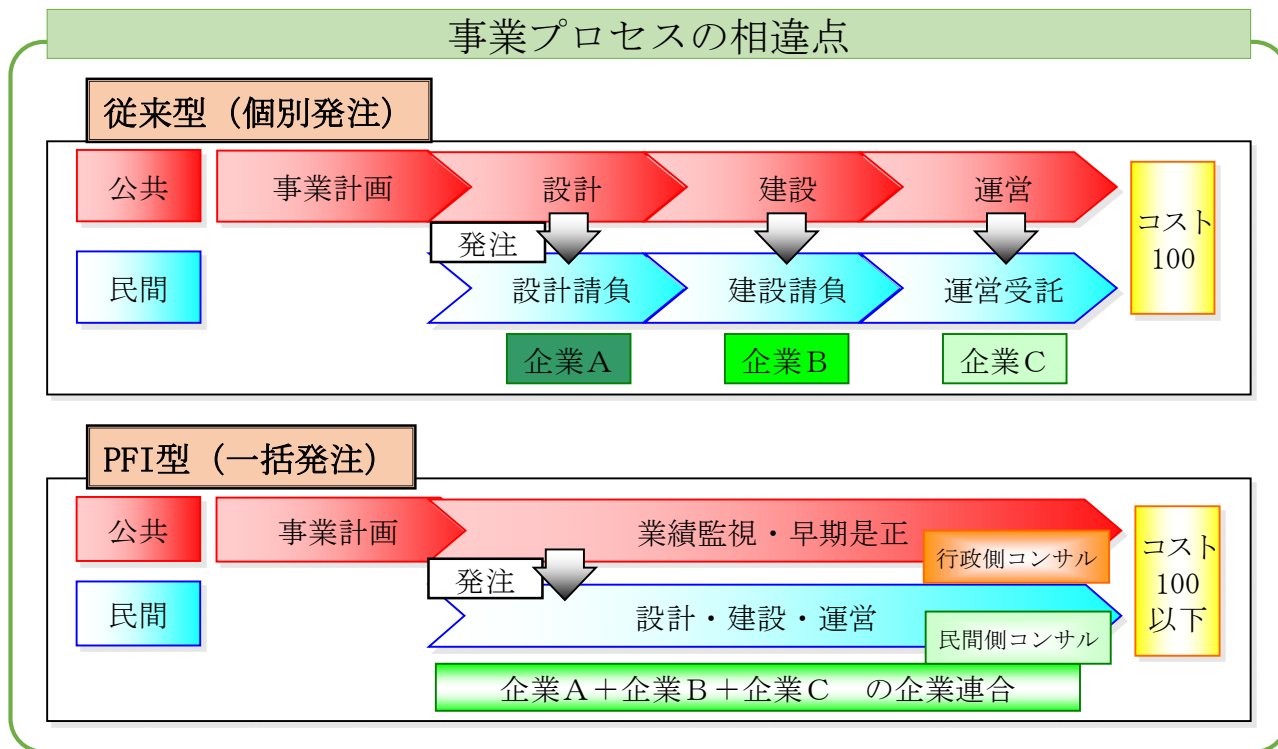 事業プロセスの相違点
従来型（個別発注）
公共
事業計画
設計
建設
運営
コスト
100
発注
民間
設計請負
建設請負
運営受託
企業Ａ
企業Ｂ
企業Ｃ
PFI型（一括発注）
公共
事業計画
業績監視・早期是正
行政側コンサル
コスト
100
以下
発注
民間
設計・建設・運営
民間側コンサル
企業Ａ＋企業Ｂ＋企業Ｃ　の企業連合